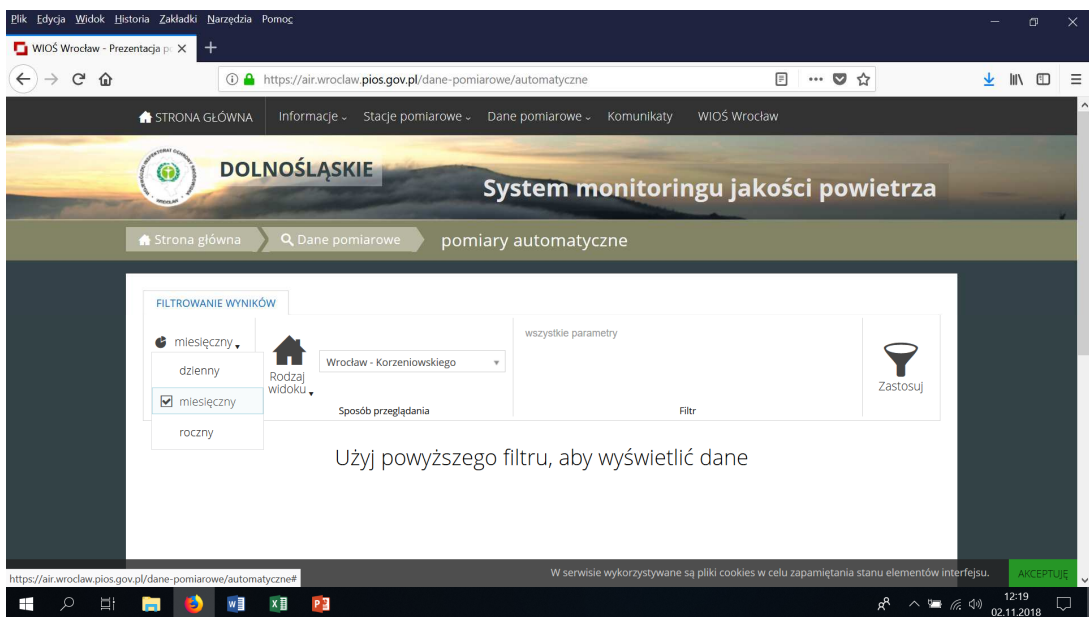 Plik Edycja Widok Historia Zakładki Narzędzia Pomoc
WIOŚ Wrocław - Prezentacja p
https://air.wroclaw.pios.gov.pl/dane-pomiarowe/automatyczne
STRONA GŁÓWNA Informacje Stacje pomiarowe Dane pomiarowe Komunikaty WIOŚ Wrocław
DOLNOŚLĄSKIE
System monitoringu jakości powietrza
Strona główna Dane pomiarowe pomiary automatyczne
FILTROWANIE WYNIKÓW
miesięczny
dzienny
miesięczny
roczny
Rodzaj
widoku
Wrocław - Korzeniowskiego
Sposób przeglądania
wszystkie parametry
Filtr
Zastosuj
Użyj powyższego filtru, aby wyświetlić dane
W serwisie wykorzystywane są pliki cookies w celu zapamiętania stanu elementów interfejsu. AKCEPTUJĘ
https://air.wroclaw.pios.gov.pl/dane-pomiarowe/automatyczne#
12:19
02.11.2018